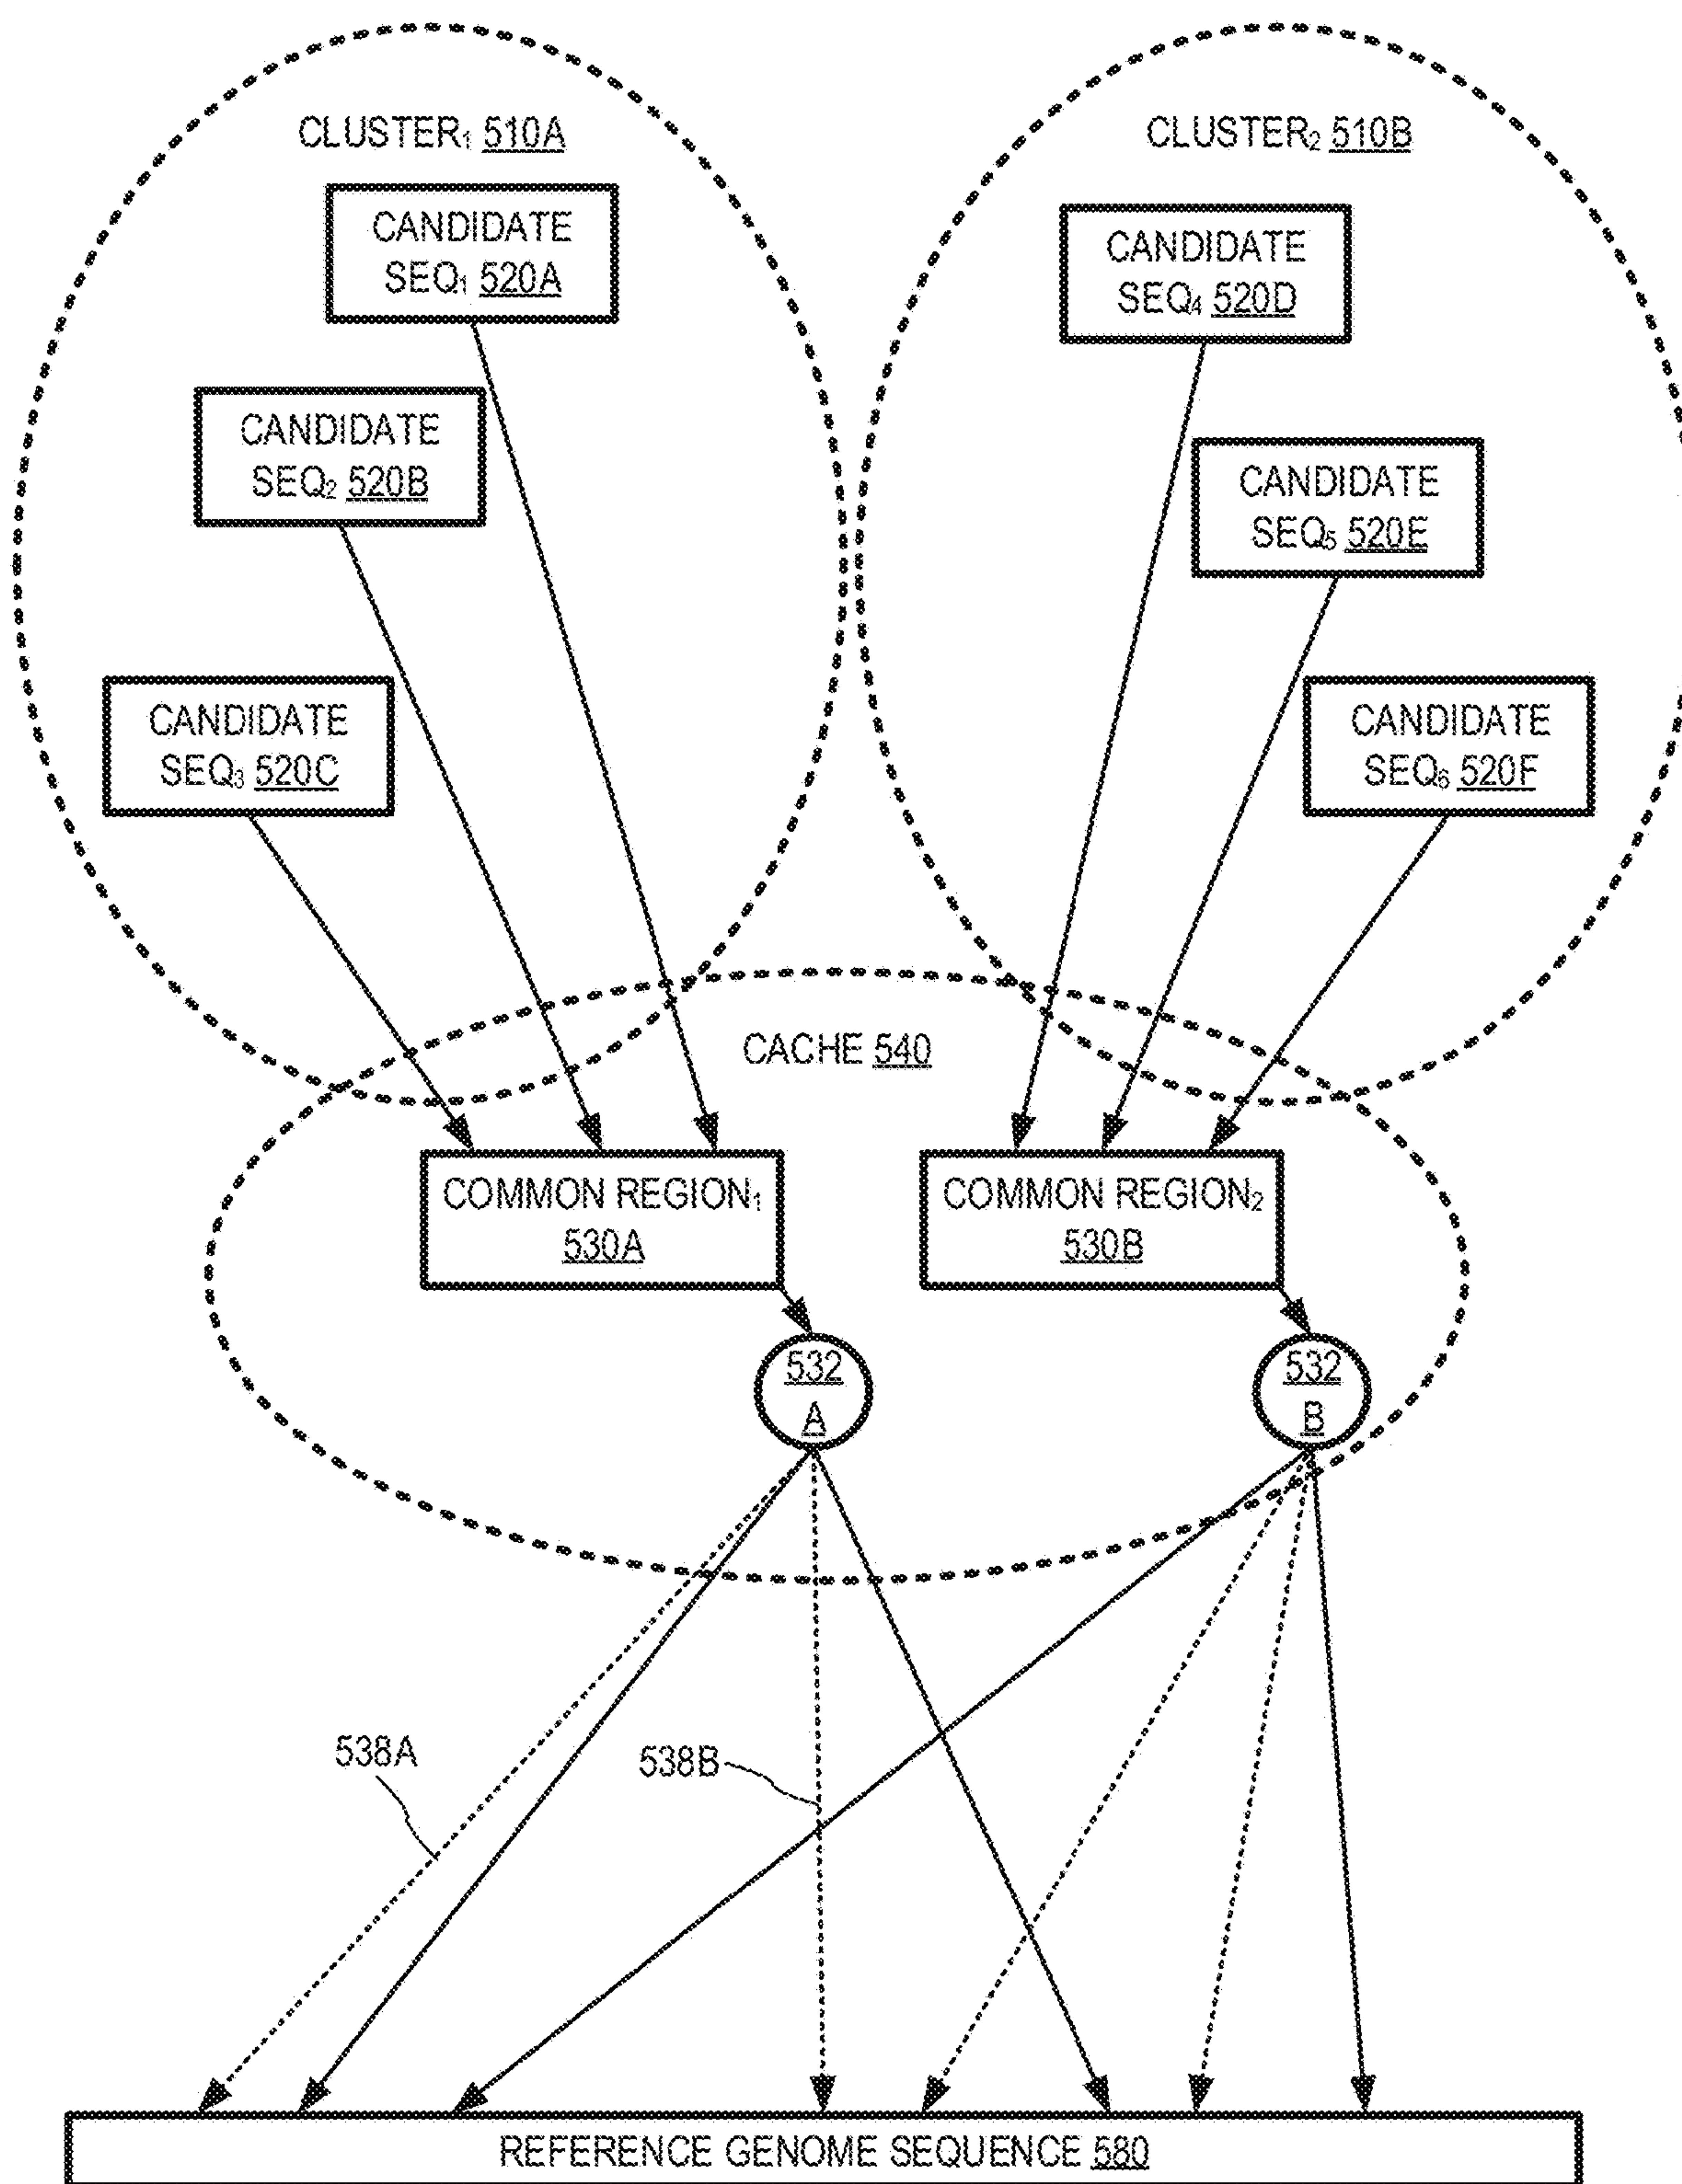 CLUSTER₁ 510A
CANDIDATE
SEQ₁ 520A
CANDIDATE
SEQ₂ 520B
CANDIDATE
SEQ₃ 520C
CLUSTER₂ 510B
CANDIDATE
SEQ₄ 520D
CANDIDATE
SEQ₅ 520E
CANDIDATE
SEQ₆ 520F
CACHE 540
COMMON REGION₁
530A
COMMON REGION₂
530B
532
A
532
B
538A
538B
REFERENCE GENOME SEQUENCE 580